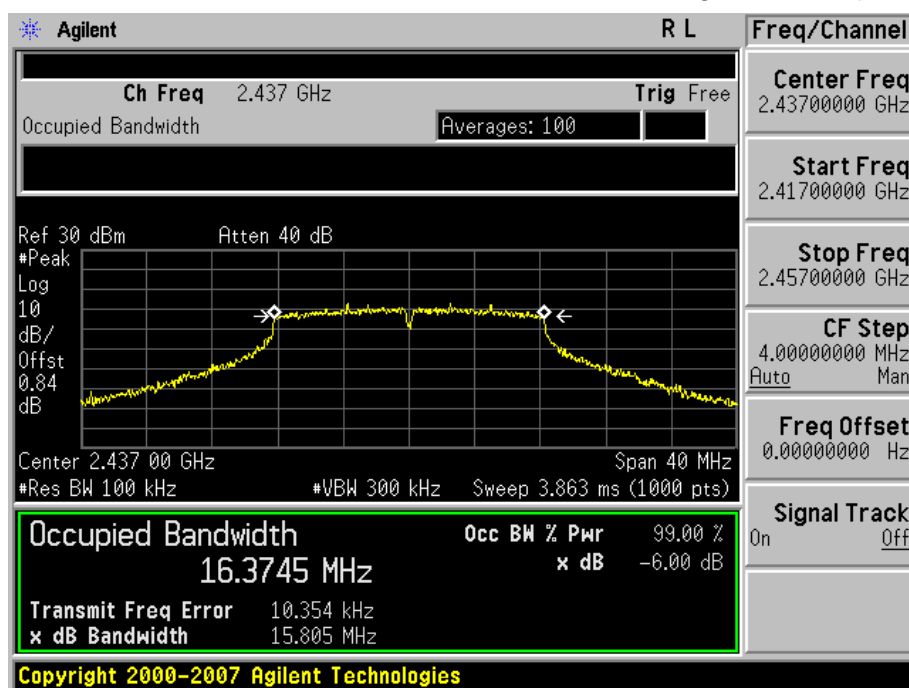 Agilent R L Freq/Channel
Ch Freq 2.437 GHz Trig Free
Occupied Bandwidth Averages: 100
Center Freq
2.43700000 GHz
Start Freq
2.41700000 GHz
Stop Freq
2.45700000 GHz
CF Step
4.00000000 MHz
Auto Man
Freq Offset
0.00000000 Hz
Signal Track
On Off
Ref 30 dBm Atten 40 dB
#Peak
Log
10
dB/
Offst
0.84
dB
Center 2.437 00 GHz Span 40 MHz
#Res BW 100 kHz #VBW 300 kHz Sweep 3.863 ms (1000 pts)
Occupied Bandwidth Occ BW % Pwr 99.00 %
16.3745 MHz x dB -6.00 dB
Transmit Freq Error 10.354 kHz
x dB Bandwidth 15.805 MHz
Copyright 2000-2007 Agilent Technologies